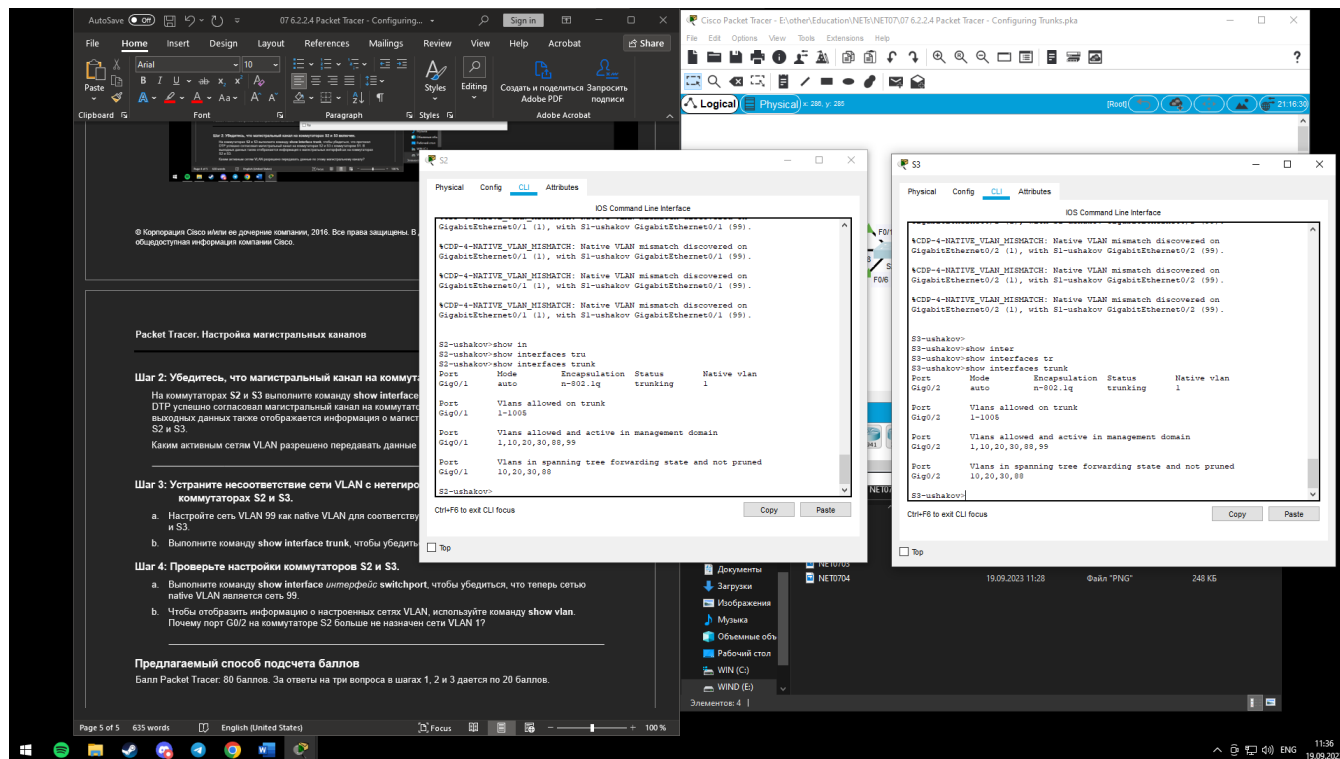 AutoSave Off
07 6.2.2.4 Packet Tracer - Configuring...
Sign in
File Home Insert Design Layout References Mailings Review View Help Acrobat Share
Paste
Arial 10
Styles
Editing
Создать и поделиться Adobe PDF
Запросить подписи
Clipboard Font Paragraph Styles Adobe Acrobat
© Корпорация Cisco и/или ее дочерние компании, 2016. Все права защищены. В
общедоступная информация компании Cisco.
Packet Tracer. Настройка магистральных каналов
Шаг 2: Убедитесь, что магистральный канал на коммут
На коммутаторах S2 и S3 выполните команду show interface
DTP успешно согласовал магистральный канал на коммутато
выходных данных также отображается информация о магист
S2 и S3.
Каким активным сетям VLAN разрешено передавать данные
Шаг 3: Устраните несоответствие сети VLAN с нетегиро
коммутаторах S2 и S3.
a. Настройте сеть VLAN 99 как native VLAN для соответству
и S3.
b. Выполните команду show interface trunk, чтобы убедить
Шаг 4: Проверьте настройки коммутаторов S2 и S3.
a. Выполните команду show interface интерфейс switchport, чтобы убедиться, что теперь сетью
native VLAN является сеть 99.
b. Чтобы отобразить информацию о настроенных сетях VLAN, используйте команду show vlan.
Почему порт G0/2 на коммутаторе S2 больше не назначен сети VLAN 1?
Предлагаемый способ подсчета баллов
Балл Packet Tracer: 80 баллов. За ответы на три вопроса в шагах 1, 2 и 3 дается по 20 баллов.
Page 5 of 5 635 words English (United States) Focus 100 %
Cisco Packet Tracer - E:\other\Education\NETs\NET07\07 6.2.2.4 Packet Tracer - Configuring Trunks.pka
File Edit Options View Tools Extensions Help
?
Logical Physical x: 286, y: 285 [Root] 21:16:30
S2
Physical Config CLI Attributes
IOS Command Line Interface
GigabitEthernet0/1 (1), with S1-ushakov GigabitEthernet0/1 (99).
%CDP-4-NATIVE_VLAN_MISMATCH: Native VLAN mismatch discovered on
GigabitEthernet0/1 (1), with S1-ushakov GigabitEthernet0/1 (99).
%CDP-4-NATIVE_VLAN_MISMATCH: Native VLAN mismatch discovered on
GigabitEthernet0/1 (1), with S1-ushakov GigabitEthernet0/1 (99).
%CDP-4-NATIVE_VLAN_MISMATCH: Native VLAN mismatch discovered on
GigabitEthernet0/1 (1), with S1-ushakov GigabitEthernet0/1 (99).
S2-ushakov>show in
S2-ushakov>show interfaces tru
S2-ushakov>show interfaces trunk
Port Mode Encapsulation Status Native vlan
Gig0/1 auto n-802.1q trunking 1
Port Vlans allowed on trunk
Gig0/1 1-1005
Port Vlans allowed and active in management domain
Gig0/1 1,10,20,30,88,99
Port Vlans in spanning tree forwarding state and not pruned
Gig0/1 10,20,30,88
S2-ushakov>
Ctrl+F6 to exit CLI focus Copy Paste
Top
F0/1
F0/6
S3
Physical Config CLI Attributes
IOS Command Line Interface
%CDP-4-NATIVE_VLAN_MISMATCH: Native VLAN mismatch discovered on
GigabitEthernet0/2 (1), with S1-ushakov GigabitEthernet0/2 (99).
%CDP-4-NATIVE_VLAN_MISMATCH: Native VLAN mismatch discovered on
GigabitEthernet0/2 (1), with S1-ushakov GigabitEthernet0/2 (99).
%CDP-4-NATIVE_VLAN_MISMATCH: Native VLAN mismatch discovered on
GigabitEthernet0/2 (1), with S1-ushakov GigabitEthernet0/2 (99).
S3-ushakov>
S3-ushakov>show inter
S3-ushakov>show interfaces tr
S3-ushakov>show interfaces trunk
Port Mode Encapsulation Status Native vlan
Gig0/2 auto n-802.1q trunking 1
Port Vlans allowed on trunk
Gig0/2 1-1005
Port Vlans allowed and active in management domain
Gig0/2 1,10,20,30,88,99
Port Vlans in spanning tree forwarding state and not pruned
Gig0/2 10,20,30,88
S3-ushakov>
Ctrl+F6 to exit CLI focus Copy Paste
Top
Документы
Загрузки
Изображения
Музыка
Объемные объ
Рабочий стол
WIN (C:)
WIND (E:)
NET0703
NET0704 19.09.2023 11:28 Файл "PNG" 248 КБ
Элементов: 4
ENG
11:36
19.09.202